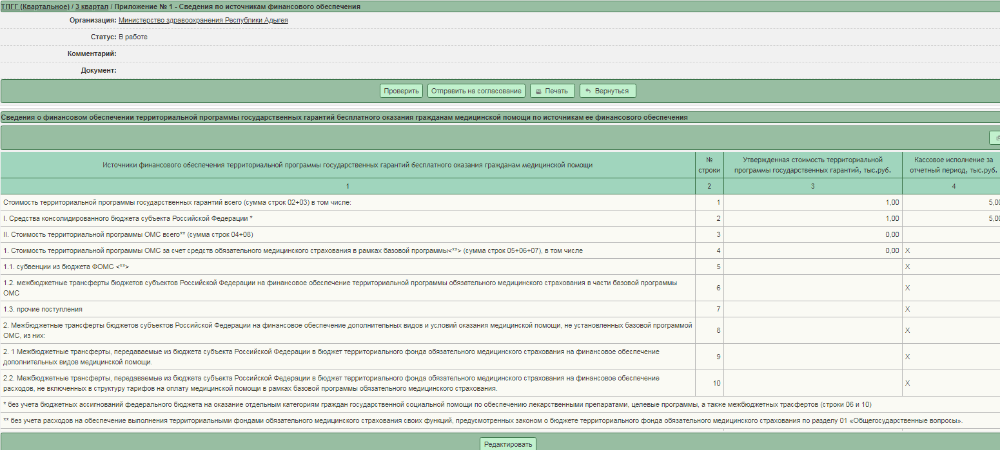 ТПГГ (Квартальное) / 3 квартал / Приложение № 1 - Сведения по источникам финансового обеспечения
Организация: Министерство здравоохранения Республики Адыгея
Статус: В работе
Комментарий:
Документ:
Проверить Отправить на согласование Печать Вернуться
Сведения о финансовом обеспечении территориальной программы государственных гарантий бесплатного оказания гражданам медицинской помощи по источникам ее финансового обеспечения
Источники финансового обеспечения территориальной программы государственных гарантий бесплатного оказания гражданам медицинской помощи
№
строки
Утвержденная стоимость территориальной
программы государственных гарантий, тыс.руб.
Кассовое исполнение за
отчетный период, тыс.руб.
1 2 3 4
Стоимость территориальной программы государственных гарантий всего (сумма строк 02+03) в том числе: 1 1,00 5,00
I. Средства консолидированного бюджета субъекта Российской Федерации * 2 1,00 5,00
II. Стоимость территориальной программы ОМС всего** (сумма строк 04+08) 3 0,00
1. Стоимость территориальной программы ОМС за счет средств обязательного медицинского страхования в рамках базовой программы<**> (сумма строк 05+06+07), в том числе 4 0,00 X
1.1. субвенции из бюджета ФОМС <**> 5 X
1.2. межбюджетные трансферты бюджетов субъектов Российской Федерации на финансовое обеспечение территориальной программы обязательного медицинского страхования в части базовой программы
ОМС 6 X
1.3. прочие поступления 7 X
2. Межбюджетные трансферты бюджетов субъектов Российской Федерации на финансовое обеспечение дополнительных видов и условий оказания медицинской помощи, не установленных базовой программой
ОМС, из них: 8 X
2. 1 Межбюджетные трансферты, передаваемые из бюджета субъекта Российской Федерации в бюджет территориального фонда обязательного медицинского страхования на финансовое обеспечение
дополнительных видов медицинской помощи. 9 X
2.2. Межбюджетные трансферты, передаваемые из бюджета субъекта Российской Федерации в бюджет территориального фонда обязательного медицинского страхования на финансовое обеспечение
расходов, не включенных в структуру тарифов на оплату медицинской помощи в рамках базовой программы обязательного медицинского страхования. 10 X
* без учета бюджетных ассигнований федерального бюджета на оказание отдельным категориям граждан государственной социальной помощи по обеспечению лекарственными препаратами, целевые программы, а также межбюджетных трасфертов (строки 06 и 10)
** без учета расходов на обеспечение выполнения территориальными фондами обязательного медицинского страхования своих функций, предусмотренных законом о бюджете территориального фонда обязательного медицинского страхования по разделу 01 «Общегосударственные вопросы».
Редактировать